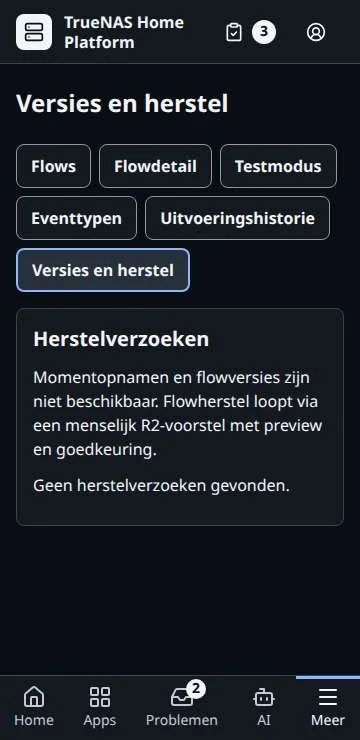 TrueNAS Home
Platform
3
Versies en herstel
Flows
Flowdetail
Testmodus
Eventtypen
Uitvoeringshistorie
Versies en herstel
Herstelverzoeken
Momentopnamen en flowversies zijn
niet beschikbaar. Flowherstel loopt via
een menselijk R2-voorstel met preview
en goedkeuring.
Geen herstelverzoeken gevonden.
2
Home
Apps
Problemen
AI
Meer